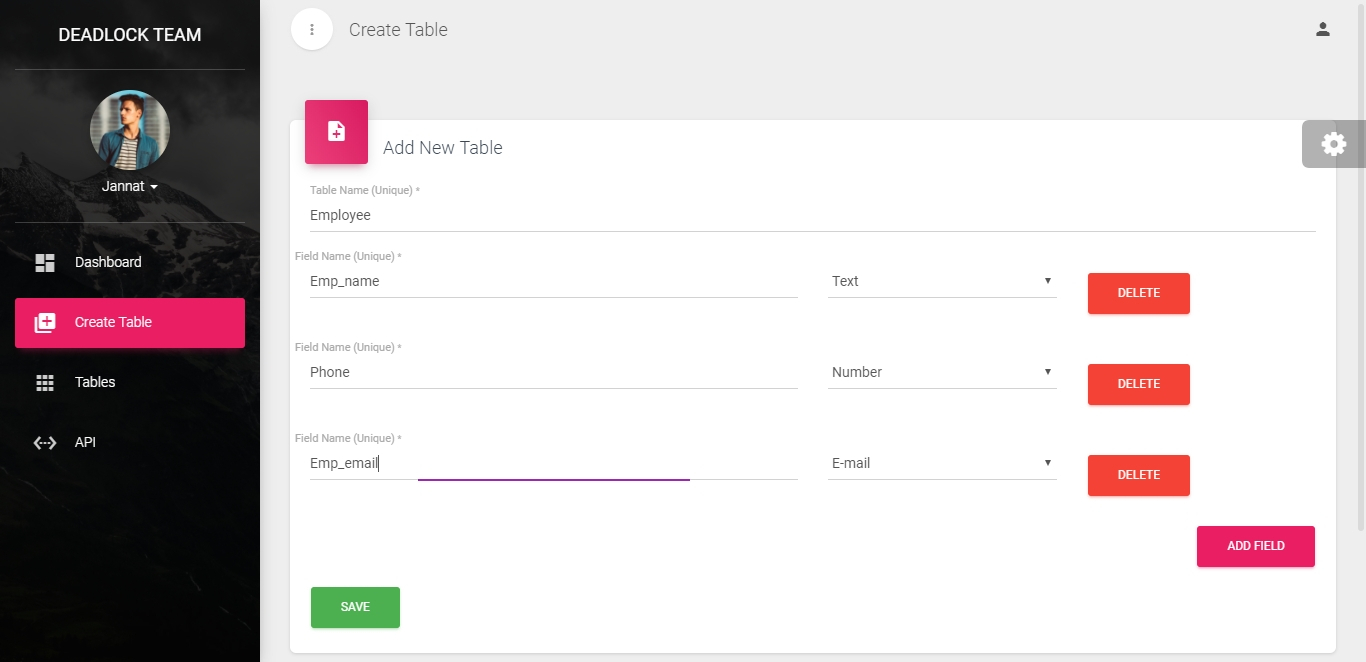 DEADLOCK TEAM
Jannat
Dashboard
Create Table
Tables
API
Create Table
Add New Table
Table Name (Unique) *
Employee
Field Name (Unique) *
Emp_name Text DELETE
Field Name (Unique) *
Phone Number DELETE
Field Name (Unique) *
Emp_email E-mail DELETE
ADD FIELD
SAVE